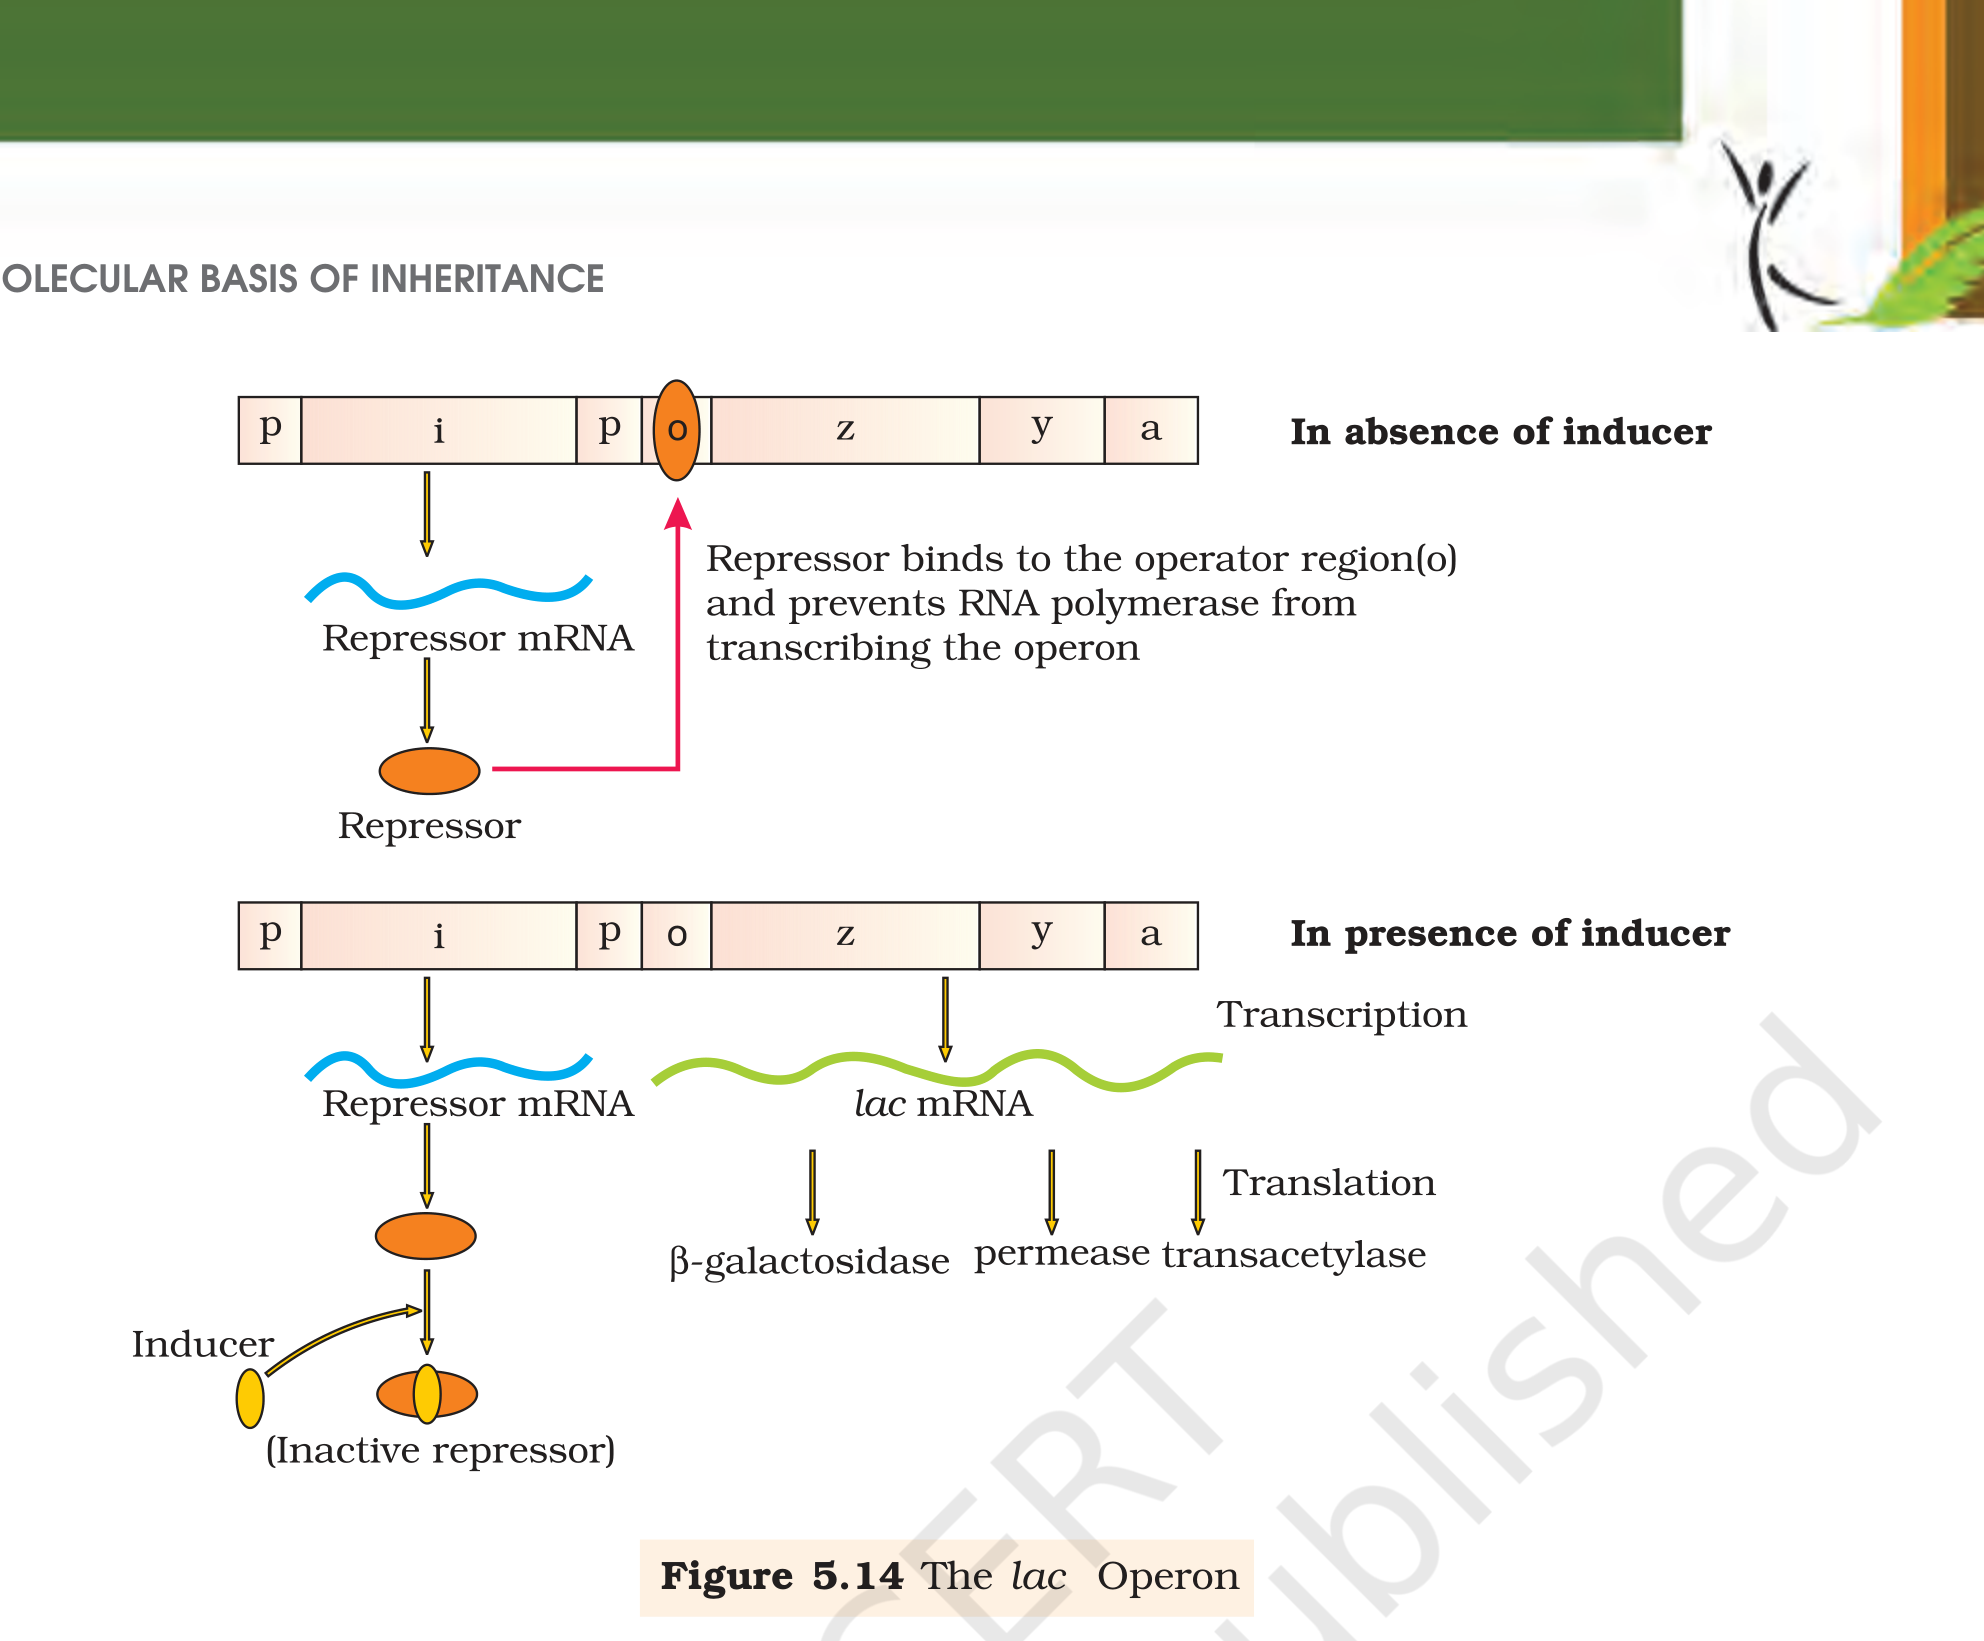 OLECULAR BASIS OF INHERITANCE
p i p o z y a
In absence of inducer
Repressor binds to the operator region(o)
and prevents RNA polymerase from
transcribing the operon
Repressor mRNA
Repressor
p i p o z y a
In presence of inducer
Transcription
Repressor mRNA
lac mRNA
Translation
β-galactosidase permease transacetylase
Inducer
(Inactive repressor)
Figure 5.14 The lac Operon
CERT
ublished